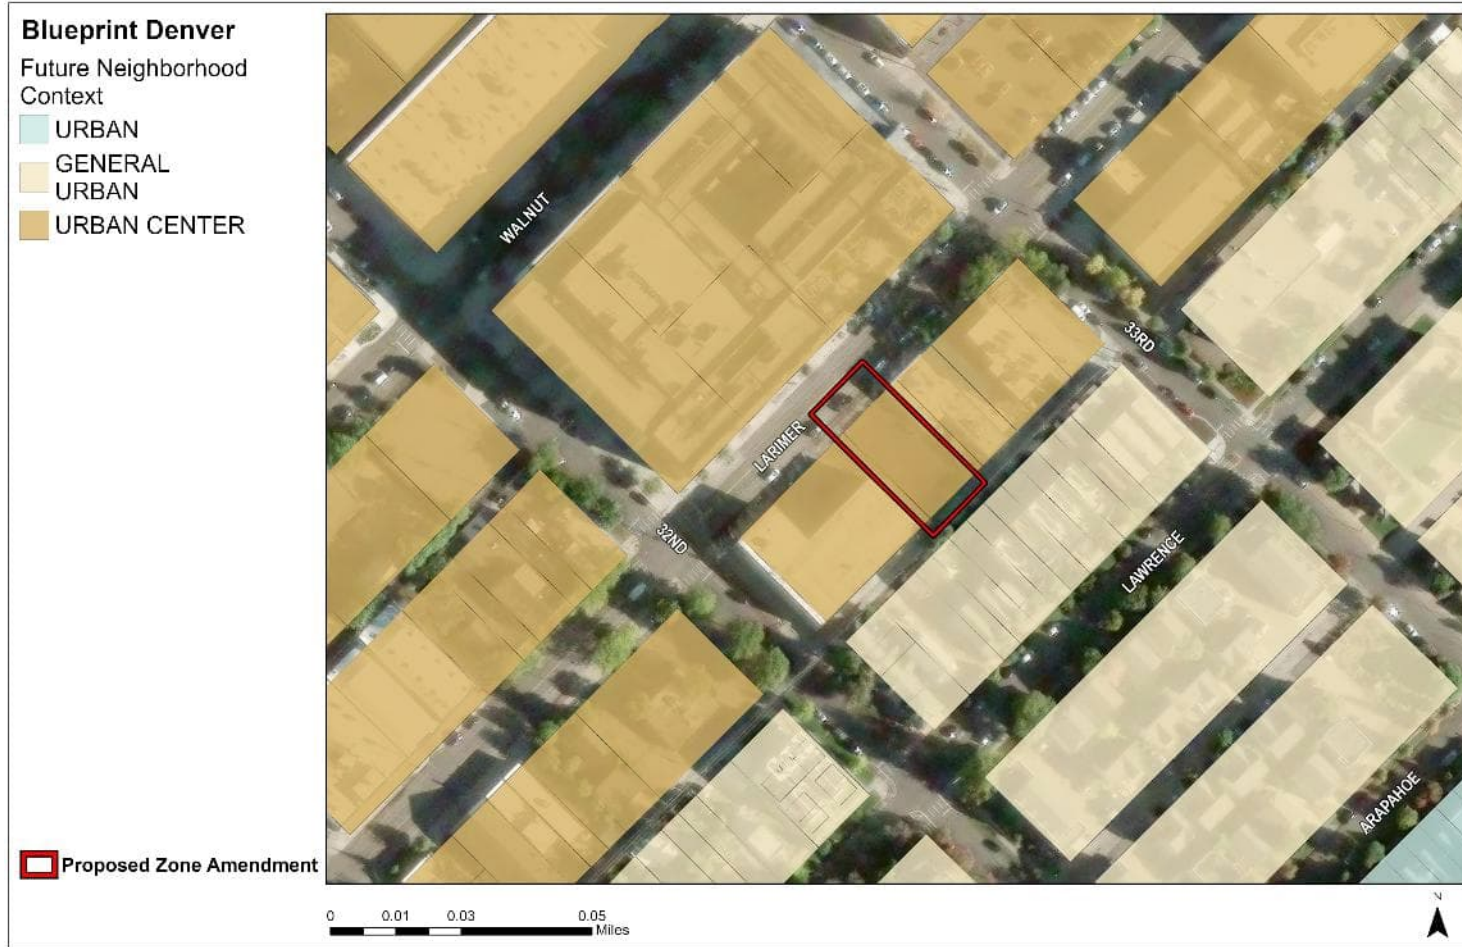 Blueprint Denver
Future Neighborhood
Context
URBAN
GENERAL
URBAN
URBAN CENTER
WALNUT
33RD
LARIMER
32ND
LAWRENCE
ARAPAHOE
Proposed Zone Amendment
0 0.01 0.03 0.05
Miles
N